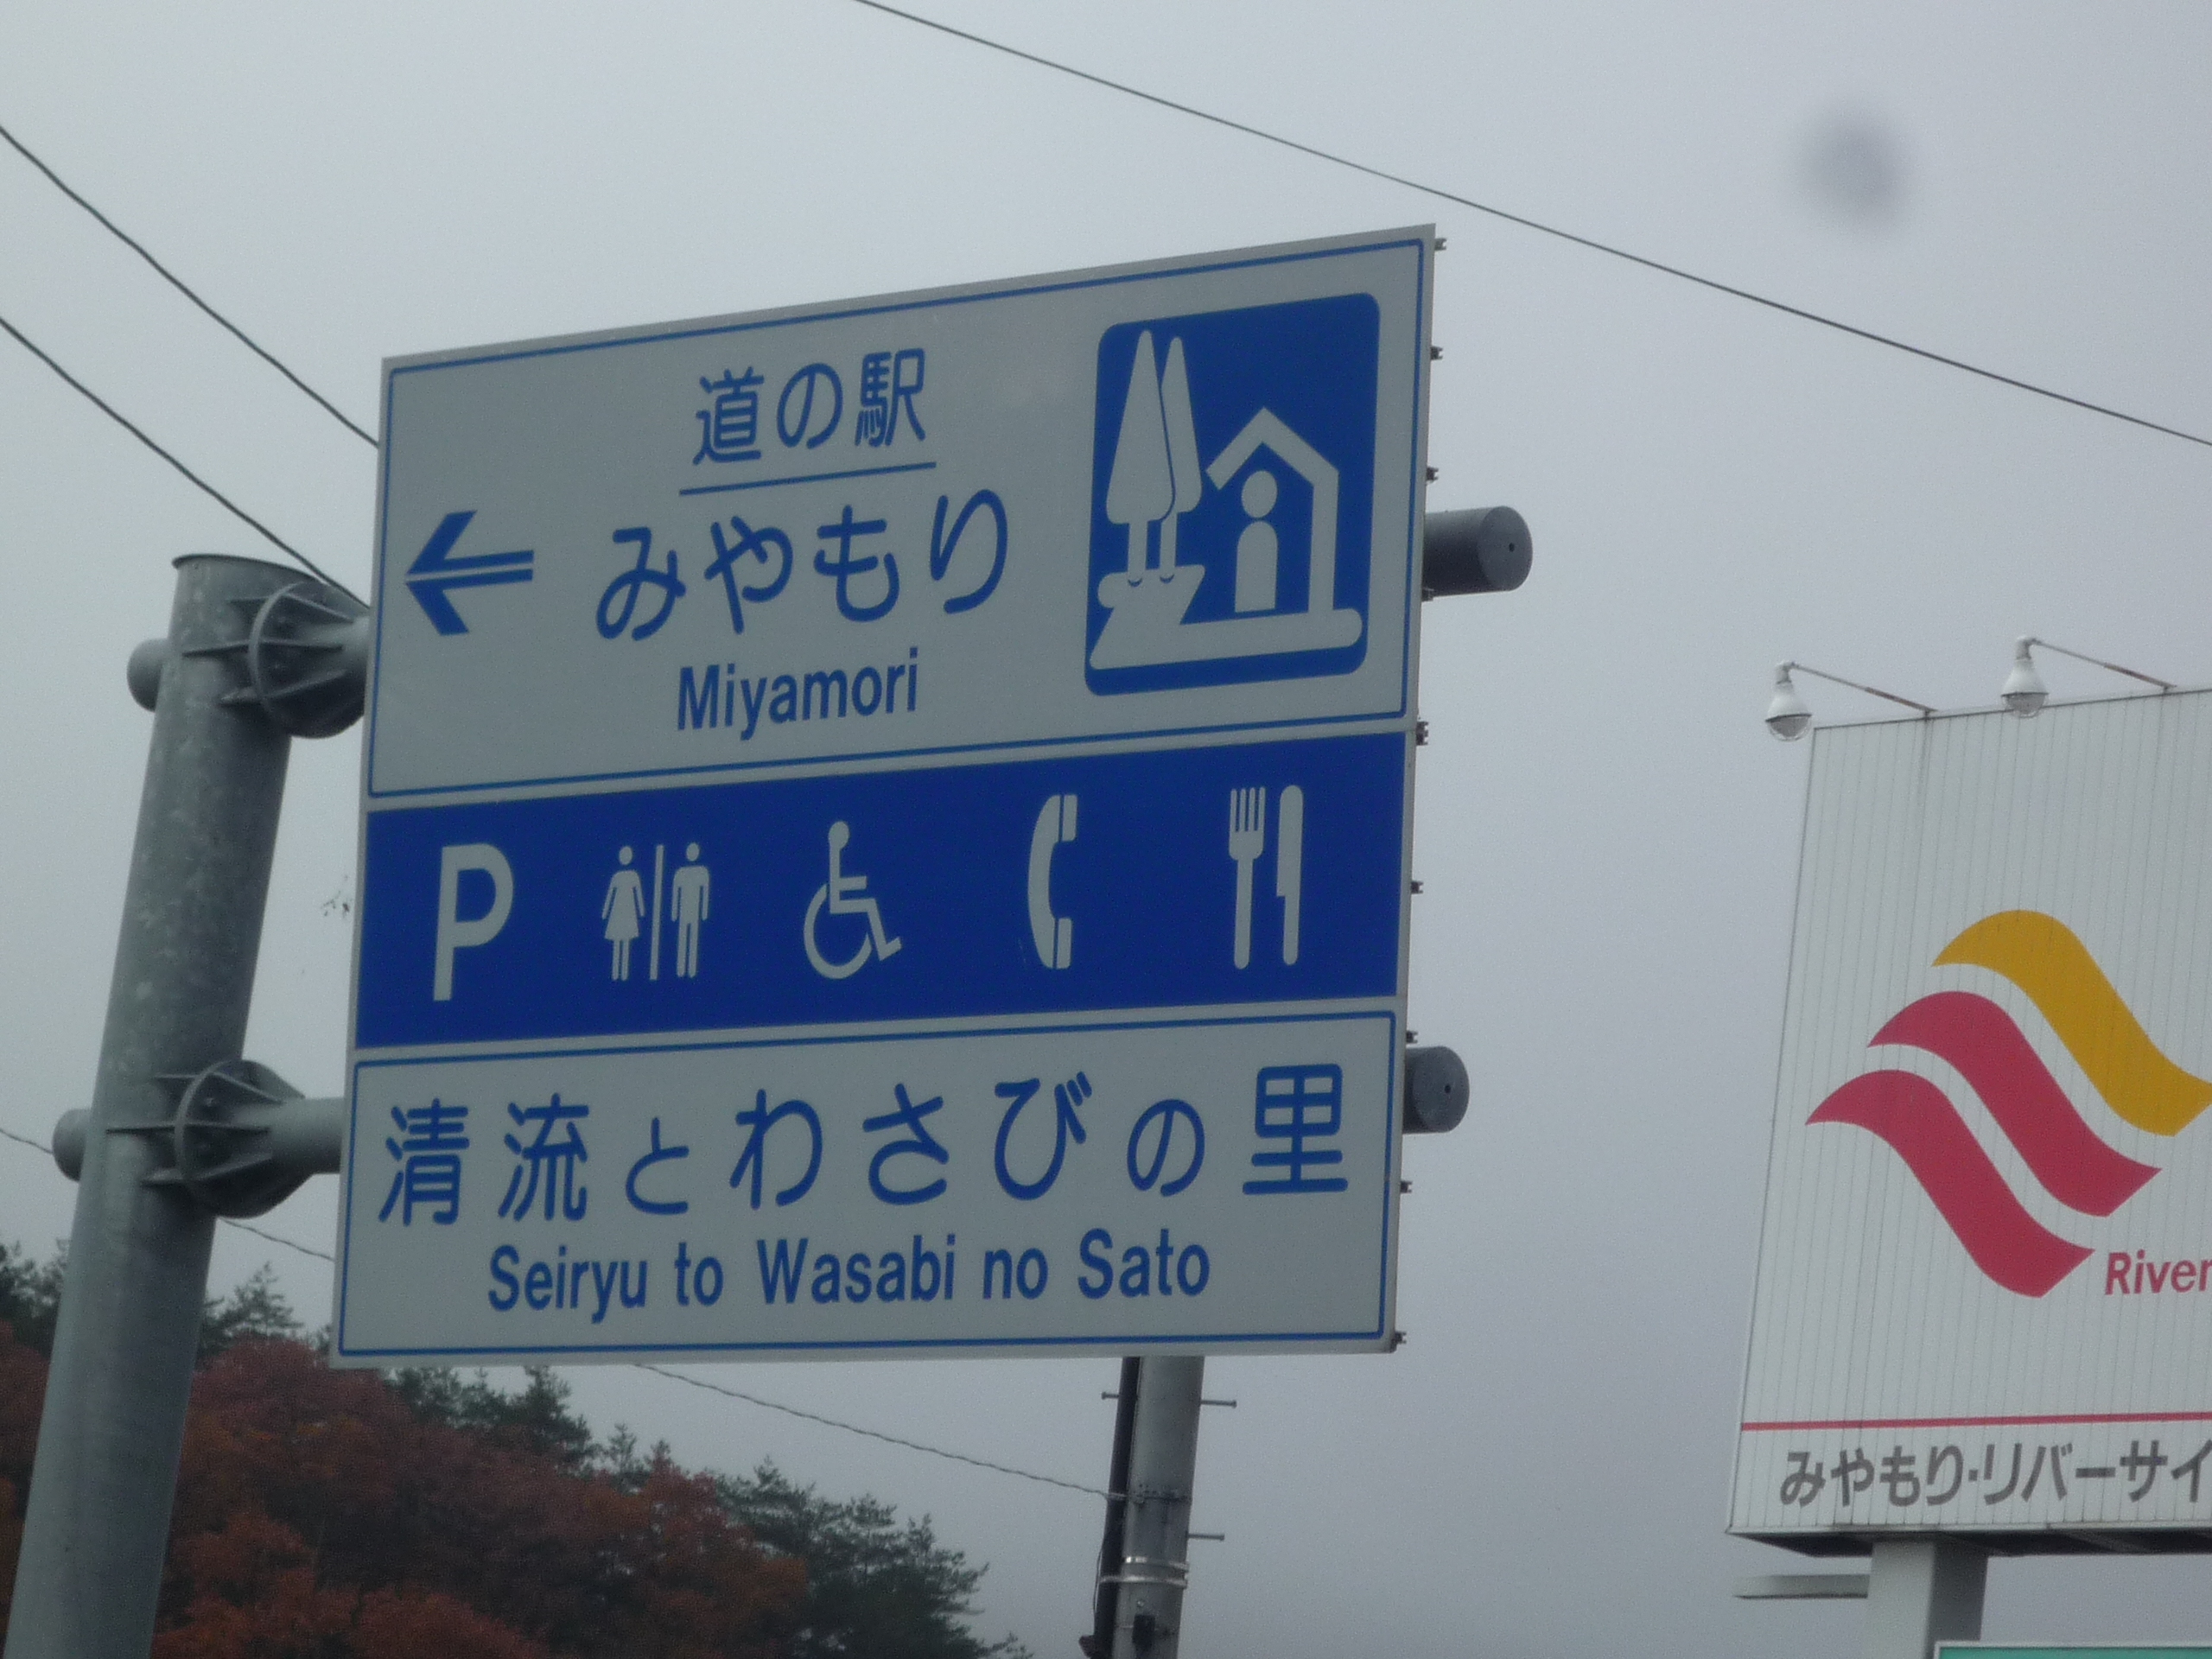 道の駅
みやもり
Miyamori
P
清流とわさびの里
Seiryu to Wasabi no Sato
River
みやもり・リバーサイ